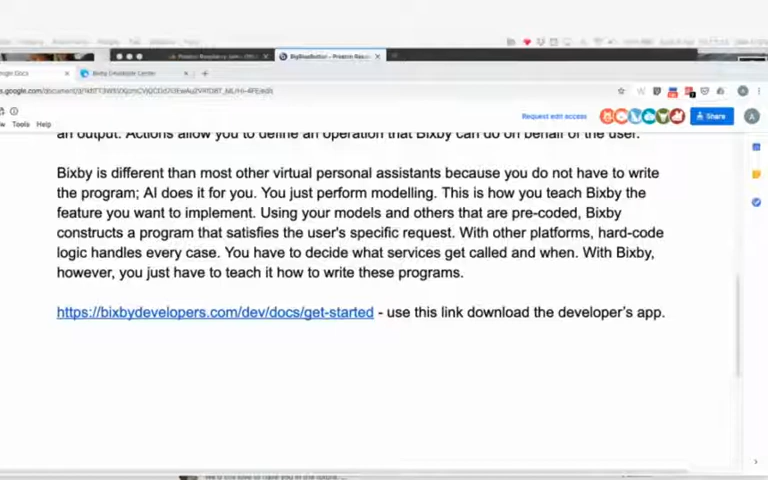 BigBlueButton - Preston Ras
Bixby Developer Center
Tools Help
Request edit access
Share
A
an output. Actions allow you to define an operation that Bixby can do on behalf of the user.
Bixby is different than most other virtual personal assistants because you do not have to write
the program; AI does it for you. You just perform modelling. This is how you teach Bixby the
feature you want to implement. Using your models and others that are pre-coded, Bixby
constructs a program that satisfies the user's specific request. With other platforms, hard-code
logic handles every case. You have to decide what services get called and when. With Bixby,
however, you just have to teach it how to write these programs.
https://bixbydevelopers.com/dev/docs/get-started - use this link download the developer's app.